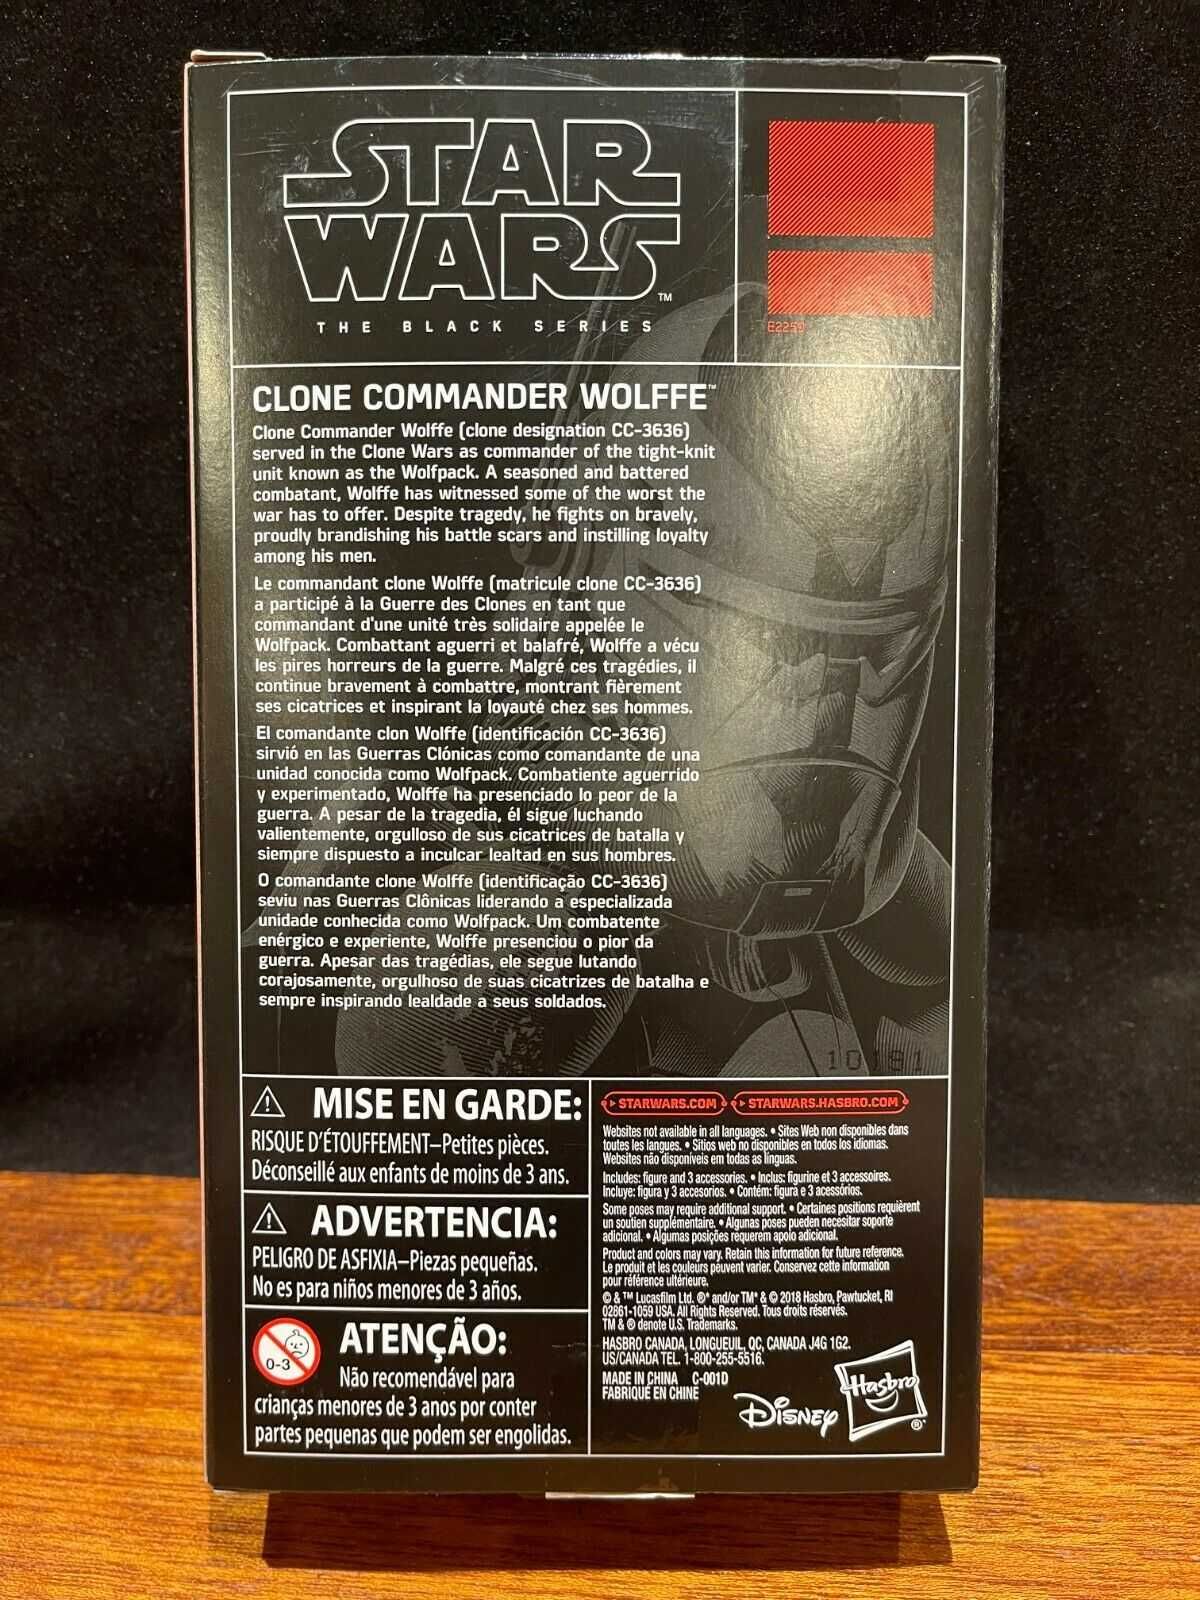 STAR
WARS
TM
THE BLACK SERIES
E2259
CLONE COMMANDER WOLFFE™
Clone Commander Wolffe (clone designation CC-3636)
served in the Clone Wars as commander of the tight-knit
unit known as the Wolfpack. A seasoned and battered
combatant, Wolffe has witnessed some of the worst the
war has to offer. Despite tragedy, he fights on bravely,
proudly brandishing his battle scars and instilling loyalty
among his men.
Le commandant clone Wolffe (matricule clone CC-3636)
a participé à la Guerre des Clones en tant que
commandant d'une unité très solidaire appelée le
Wolfpack. Combattant aguerri et balafré, Wolffe a vécu
les pires horreurs de la guerre. Malgré ces tragédies, il
continue bravement à combattre, montrant fièrement
ses cicatrices et inspirant la loyauté chez ses hommes.
El comandante clon Wolffe (identificación CC-3636)
sirvió en las Guerras Clónicas como comandante de una
unidad conocida como Wolfpack. Combatiente aguerrido
y experimentado, Wolffe ha presenciado lo peor de la
guerra. A pesar de la tragedia, él sigue luchando
valientemente, orgulloso de sus cicatrices de batalla y
siempre dispuesto a inculcar lealtad en sus hombres.
O comandante clone Wolffe (identificação CC-3636)
seviu nas Guerras Clônicas liderando a especializada
unidade conhecida como Wolfpack. Um combatente
enérgico e experiente, Wolffe presenciou o pior da
guerra. Apesar das tragédias, ele segue lutando
corajosamente, orgulhoso de suas cicatrizes de batalha e
sempre inspirando lealdade a seus soldados.
10181
MISE EN GARDE:
RISQUE D'ÉTOUFFEMENT–Petites pièces.
Déconseillé aux enfants de moins de 3 ans.
ADVERTENCIA:
PELIGRO DE ASFIXIA–Piezas pequeñas.
No es para niños menores de 3 años.
0-3
ATENÇÃO:
Não recomendável para
crianças menores de 3 anos por conter
partes pequenas que podem ser engolidas.
STARWARS.COM STARWARS.HASBRO.COM
Websites not available in all languages. • Sites Web non disponibles dans
toutes les langues. • Sitios web no disponibles en todos los idiomas.
Websites não disponíveis em todas as línguas.
Includes: figure and 3 accessories. • Inclus: figurine et 3 accessoires.
Incluye: figura y 3 accesorios. • Contém: figura e 3 acessórios.
Some poses may require additional support. • Certaines positions requièrent
un soutien supplémentaire. • Algunas poses pueden necesitar soporte
adicional. • Algumas posições requerem apoio adicional.
Product and colors may vary. Retain this information for future reference.
Le produit et les couleurs peuvent varier. Conservez cette information
pour référence ultérieure.
© & ™ Lucasfilm Ltd. ®* and/or TM* & © 2018 Hasbro, Pawtucket, RI
02861-1059 USA. All Rights Reserved. Tous droits réservés.
TM & ® denote U.S. Trademarks.
HASBRO CANADA, LONGUEUIL, QC, CANADA J4G 1G2.
US/CANADA TEL. 1-800-255-5516.
MADE IN CHINA C-001D
FABRIQUÉ EN CHINE
Disney
Hasbro
®